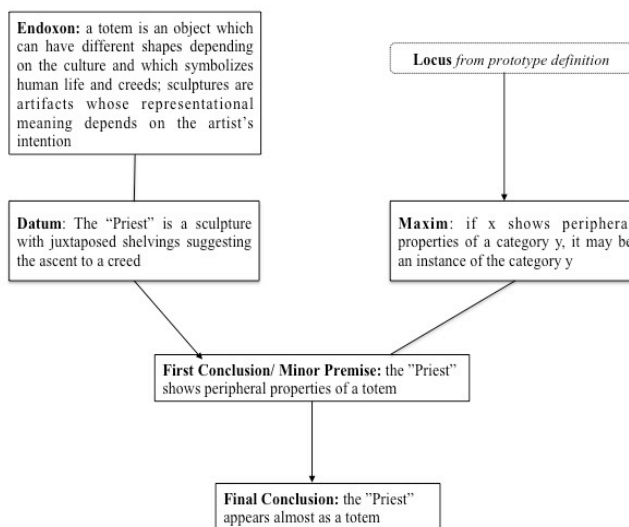 Endoxon: a totem is an object which
can have different shapes depending
on the culture and which symbolizes
human life and creeds; sculptures are
artifacts whose representational
meaning depends on the artist's
intention
Locus from prototype definition
Datum: The “Priest” is a sculpture
with juxtaposed shelvings suggesting
the ascent to a creed
Maxim: if x shows peripheral
properties of a category y, it may be
an instance of the category y
First Conclusion/ Minor Premise: the ”Priest”
shows peripheral properties of a totem
Final Conclusion: the ”Priest”
appears almost as a totem